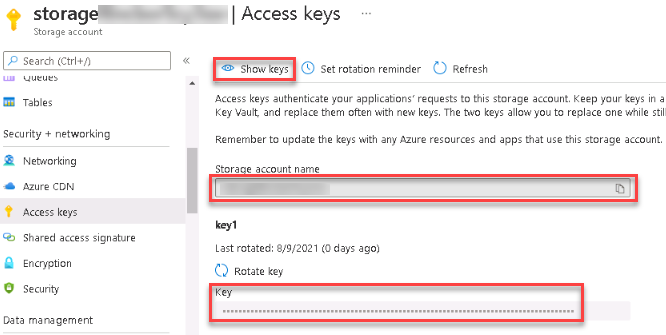 storage | Access keys ...
Storage account
Search (Ctrl+/) «
Queues
Tables
Security + networking
Networking
Azure CDN
Access keys
Shared access signature
Encryption
Security
Data management
Show keys Set rotation reminder Refresh
Access keys authenticate your applications' requests to this storage account. Keep your keys in a
Key Vault, and replace them often with new keys. The two keys allow you to replace one while still
Remember to update the keys with any Azure resources and apps that use this storage account.
Storage account name
key1
Last rotated: 8/9/2021 (0 days ago)
Rotate key
Key